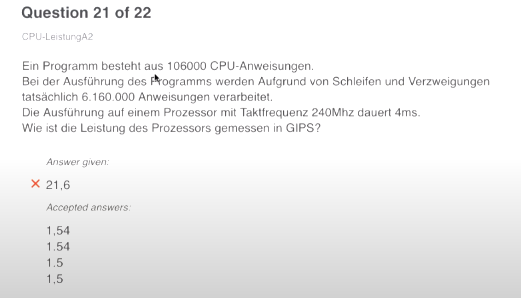 Question 21 of 22
CPU-LeistungA2
Ein Programm besteht aus 106000 CPU-Anweisungen.
Bei der Ausführung des Programms werden Aufgrund von Schleifen und Verzweigungen
tatsächlich 6.160.000 Anweisungen verarbeitet.
Die Ausführung auf einem Prozessor mit Taktfrequenz 240Mhz dauert 4ms.
Wie ist die Leistung des Prozessors gemessen in GIPS?
Answer given:
21,6
Accepted answers:
1,54
1.54
1.5
1,5